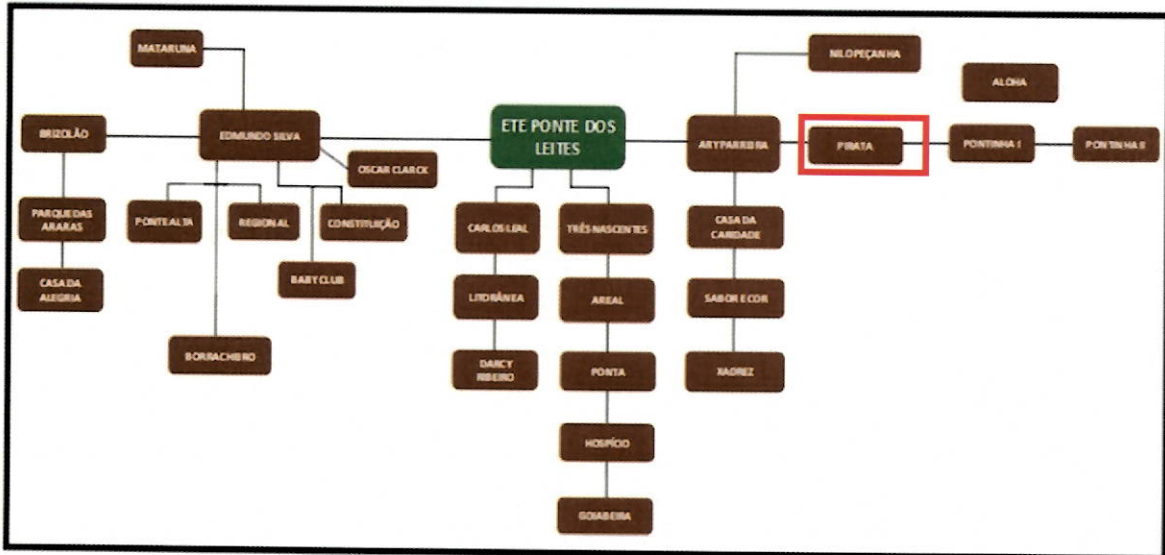 MATARUNA
NILO PEÇANHA
ALOHA
BRIZOLÃO
EDMUNDO SILVA
ETE PONTE DOS
LEITES
ARY PARREIRA
PIRATA
PONTINHA I
PONTINHA II
OSCAR CLARCK
PARQUE DAS
ARARAS
PONTE ALTA
REGIONAL
CONSTITUIÇÃO
CARLOS LEAL
TRÊS NASCENTES
CASA DA
CARIDADE
CASA DA
ALEGRIA
BABY CLUB
LITORÂNEA
AREAL
SABOR E COR
BORRACHEIRO
DARCY
RIBEIRO
PONTA
XADREZ
HOSPÍCIO
GOIABEIRA